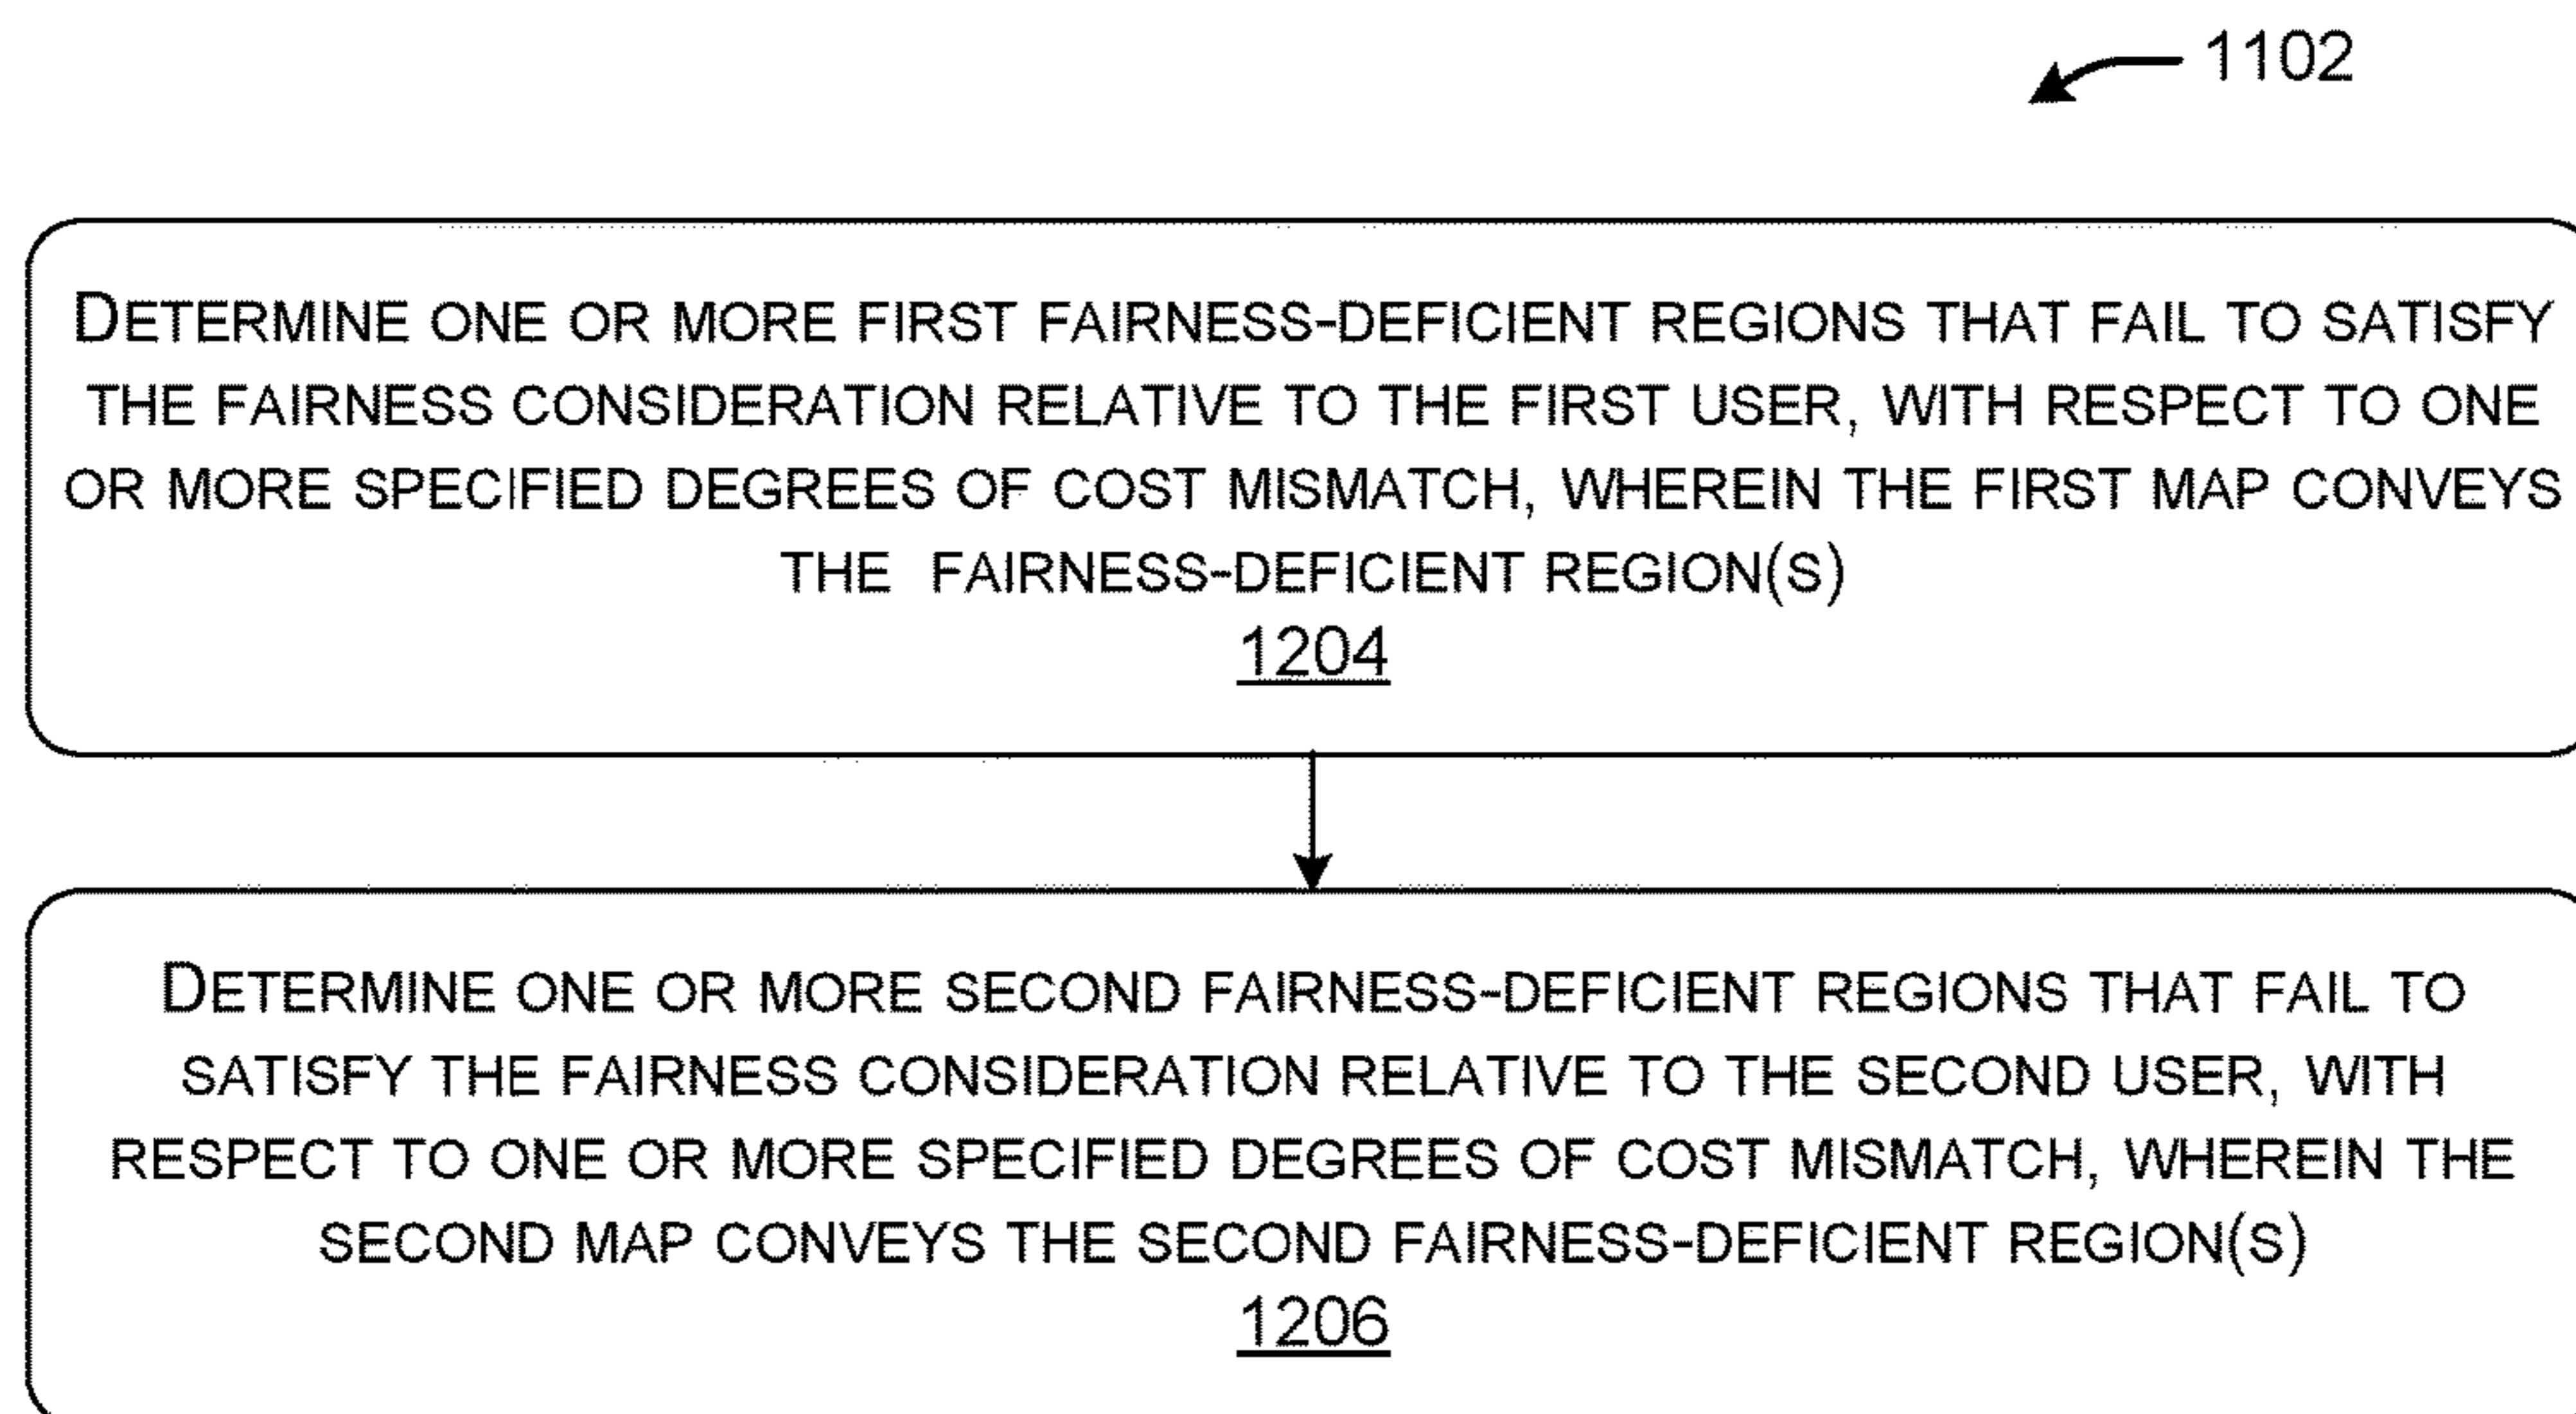 1102
DETERMINE ONE OR MORE FIRST FAIRNESS-DEFICIENT REGIONS THAT FAIL TO SATISFY
THE FAIRNESS CONSIDERATION RELATIVE TO THE FIRST USER, WITH RESPECT TO ONE
OR MORE SPECIFIED DEGREES OF COST MISMATCH, WHEREIN THE FIRST MAP CONVEYS
THE FAIRNESS-DEFICIENT REGION(S)
1204
DETERMINE ONE OR MORE SECOND FAIRNESS-DEFICIENT REGIONS THAT FAIL TO
SATISFY THE FAIRNESS CONSIDERATION RELATIVE TO THE SECOND USER, WITH
RESPECT TO ONE OR MORE SPECIFIED DEGREES OF COST MISMATCH, WHEREIN THE
SECOND MAP CONVEYS THE SECOND FAIRNESS-DEFICIENT REGION(S)
1206